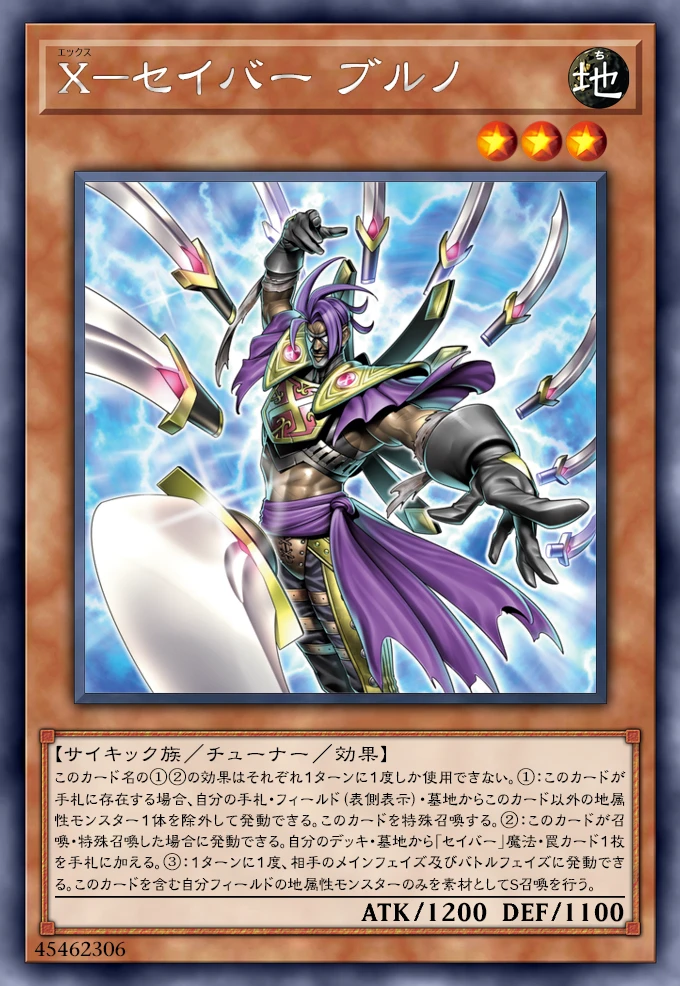 エックス
X－セイバー ブルノ
ち
地
【サイキック族／チューナー／効果】
このカード名の①②の効果はそれぞれ1ターンに1度しか使用できない。①：このカードが
手札に存在する場合、自分の手札・フィールド（表側表示）・墓地からこのカード以外の地属
性モンスター1体を除外して発動できる。このカードを特殊召喚する。②：このカードが召
喚・特殊召喚した場合に発動できる。自分のデッキ・墓地から「セイバー」魔法・罠カード1枚
を手札に加える。③：1ターンに1度、相手のメインフェイズ及びバトルフェイズに発動でき
る。このカードを含む自分フィールドの地属性モンスターのみを素材としてS召喚を行う。
ATK/1200 DEF/1100
45462306